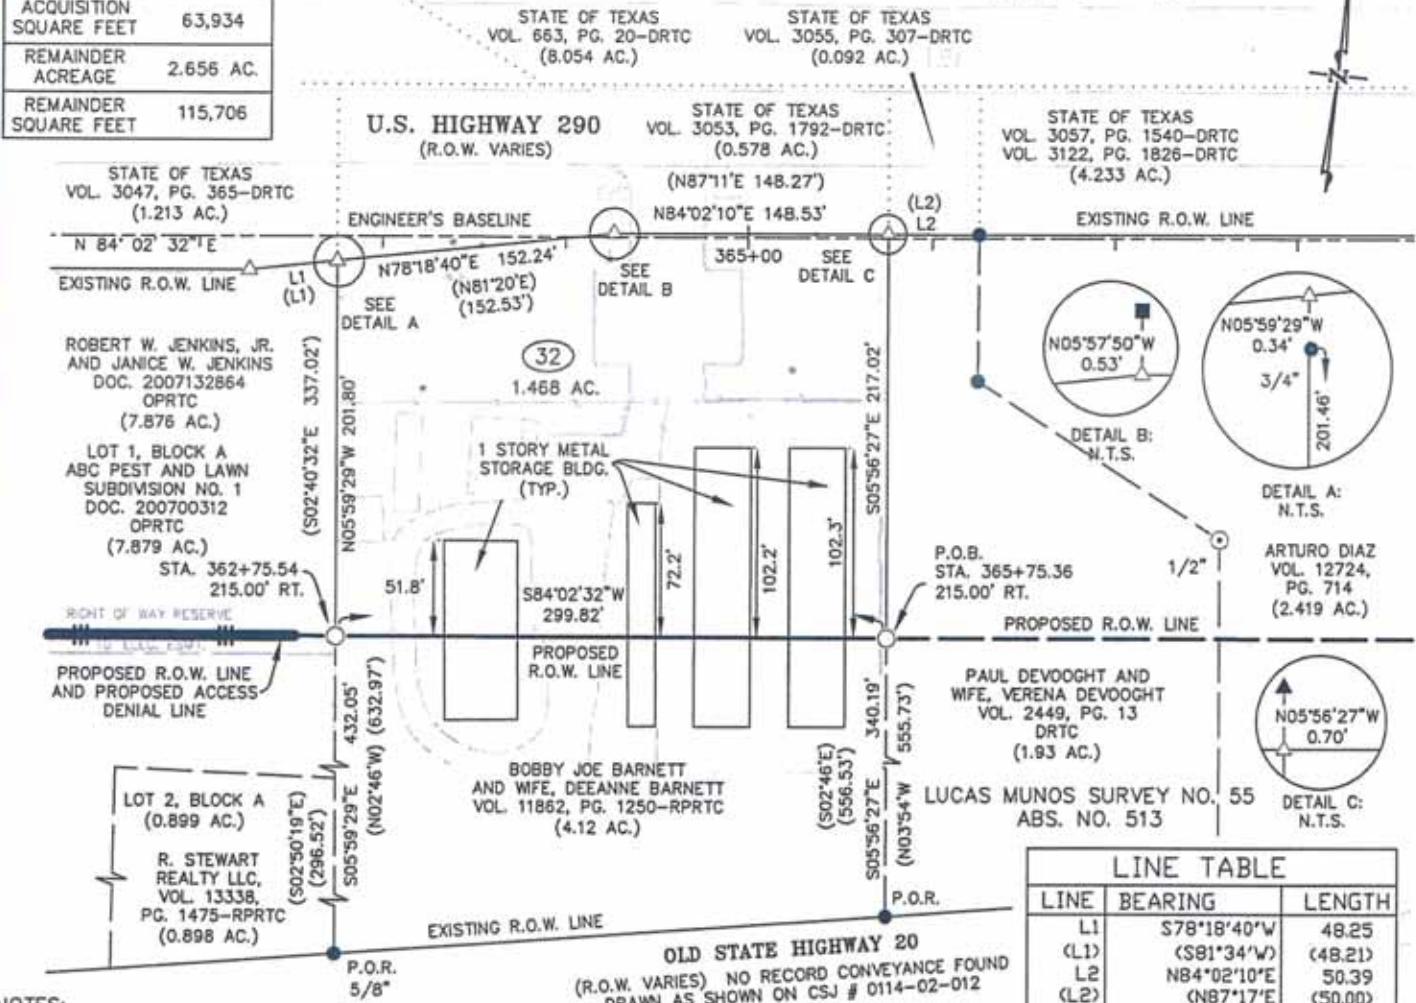 ACQUISITION
SQUARE FEET 63,934
REMAINDER
ACREAGE 2.656 AC.
REMAINDER
SQUARE FEET 115,706
STATE OF TEXAS
VOL. 663, PG. 20-DRTC
(8.054 AC.)
STATE OF TEXAS
VOL. 3055, PG. 307-DRTC
(0.092 AC.)
N
U.S. HIGHWAY 290
(R.O.W. VARIES)
STATE OF TEXAS
VOL. 3053, PG. 1792-DRTC
(0.578 AC.)
STATE OF TEXAS
VOL. 3057, PG. 1540-DRTC
VOL. 3122, PG. 1826-DRTC
(4.233 AC.)
STATE OF TEXAS
VOL. 3047, PG. 365-DRTC
(1.213 AC.)
(N87°11'E 148.27')
ENGINEER'S BASELINE
N84°02'10"E 148.53'
(L2)
L2
EXISTING R.O.W. LINE
N 84° 02' 32" E
EXISTING R.O.W. LINE
L1
(L1)
N78°18'40"E 152.24'
(N81°20'E)
(152.53')
SEE
DETAIL A
SEE
DETAIL B
365+00
SEE
DETAIL C
ROBERT W. JENKINS, JR.
AND JANICE W. JENKINS
DOC. 2007132864
OPRTC
(7.876 AC.)
LOT 1, BLOCK A
ABC PEST AND LAWN
SUBDIVISION NO. 1
DOC. 200700312
OPRTC
(7.879 AC.)
(S02°40'32"E 337.02')
N05°59'29"W 201.80'
32
1.468 AC.
1 STORY METAL
STORAGE BLDG.
(TYP.)
S05°56'27"E 217.02'
N05°57'50"W
0.53'
DETAIL B:
N.T.S.
N05°59'29"W
0.34'
3/4"
201.46'
DETAIL A:
N.T.S.
STA. 362+75.54
215.00' RT.
51.8'
S84°02'32"W
299.82'
72.2'
102.2'
102.3'
P.O.B.
STA. 365+75.36
215.00' RT.
1/2"
ARTURO DIAZ
VOL. 12724,
PG. 714
(2.419 AC.)
RIGHT OF WAY RESERVE
PROPOSED R.O.W. LINE
AND PROPOSED ACCESS
DENIAL LINE
PROPOSED
R.O.W. LINE
PROPOSED R.O.W. LINE
S05°59'29"E 432.05'
(N02°46'W) (632.97')
PAUL DEVOOGHT AND
WIFE, VERENA DEVOOGHT
VOL. 2449, PG. 13
DRTC
(1.93 AC.)
N05°56'27"W
0.70'
DETAIL C:
N.T.S.
BOBBY JOE BARNETT
AND WIFE, DEEANNE BARNETT
VOL. 11862, PG. 1250-RPRTC
(4.12 AC.)
(S02°46'E)
(556.53')
S05°56'27"E 340.19'
(N03°54'W 555.73')
LUCAS MUNOS SURVEY NO. 55
ABS. NO. 513
LOT 2, BLOCK A
(0.899 AC.)
R. STEWART
REALTY LLC,
VOL. 13338,
PG. 1475-RPRTC
(0.898 AC.)
(S02°50'19"E)
(296.52')
P.O.R.
5/8"
EXISTING R.O.W. LINE
P.O.R.
OLD STATE HIGHWAY 20
(R.O.W. VARIES) NO RECORD CONVEYANCE FOUND
DRAWN AS SHOWN ON CSJ # 0114-02-012
LINE TABLE
LINE BEARING LENGTH
L1 S78°18'40"W 48.25
(L1) (S81°34'W) (48.21)
L2 N84°02'10"E 50.39
(L2) (N87°17'E (50.00)
NOTES: